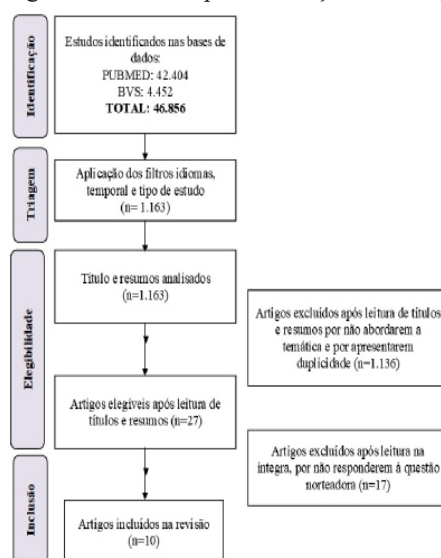 Identificação
Estudos identificados nas bases de
dados:
PUBMED: 42.404
BVS: 4.452
TOTAL: 46.856
Triagem
Aplicação dos filtros idiomas,
temporal e tipo de estudo
(n= 1.163)
Elegibilidade
Título e resumos analisados
(n=1.163)
Artigos excluídos após leitura de títulos
e resumos por não abordarem a
temática e por apresentarem
duplicidade (n=1.136)
Artigos elegíveis após leitura de
títulos e resumos (n=27)
Artigos excluídos após leitura na
íntegra, por não responderem à questão
norteadora (n=17)
Inclusão
Artigos incluídos na revisão
(n=10)